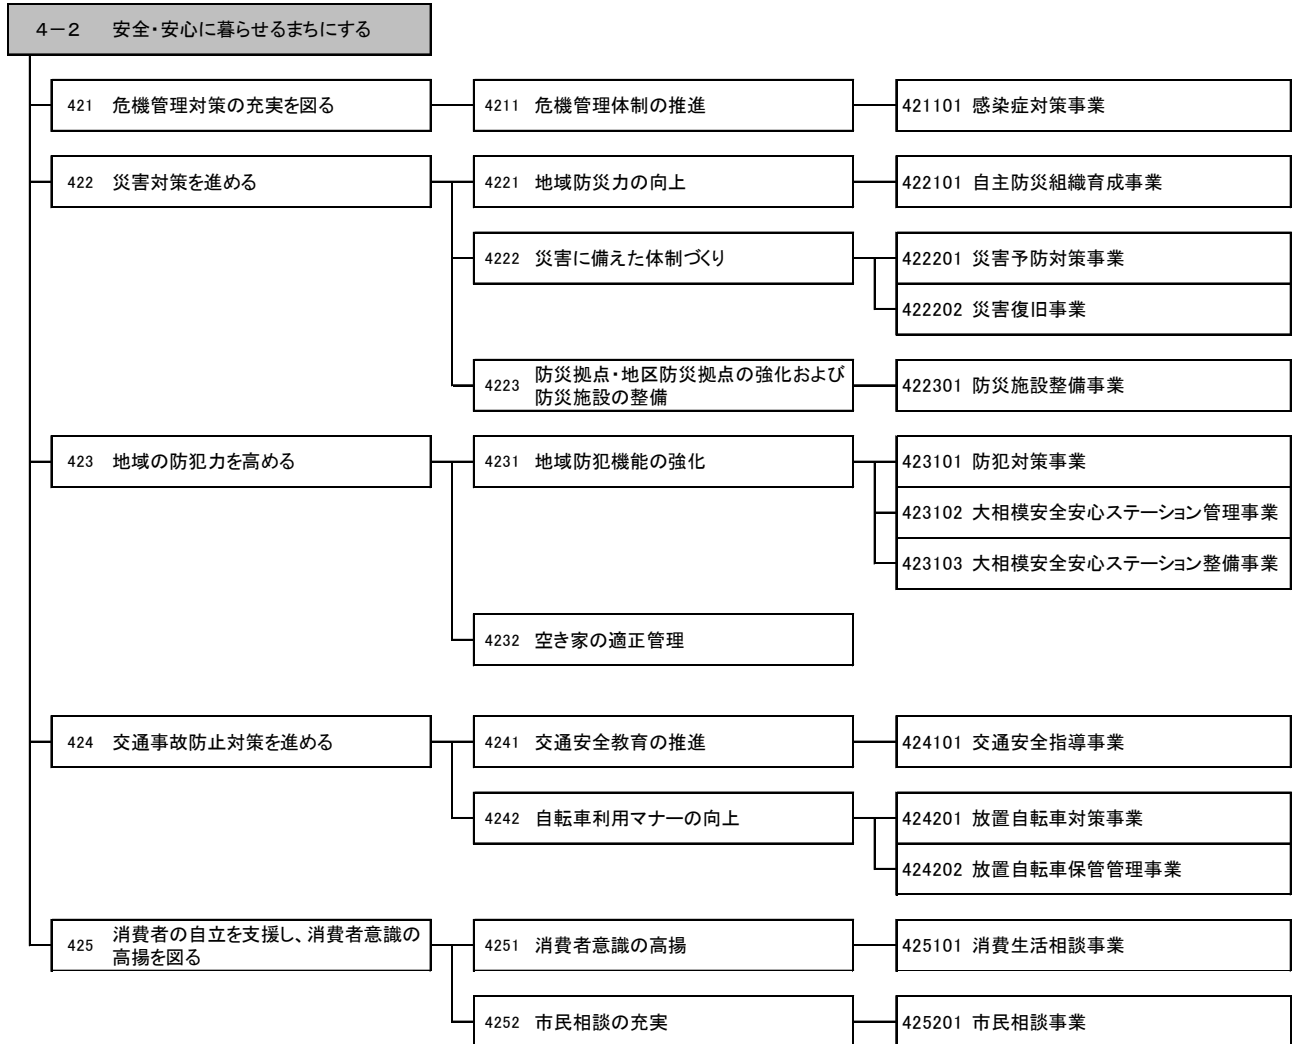 4－2 安全・安心に暮らせるまちにする
421 危機管理対策の充実を図る
4211 危機管理体制の推進
421101 感染症対策事業
422 災害対策を進める
4221 地域防災力の向上
422101 自主防災組織育成事業
4222 災害に備えた体制づくり
422201 災害予防対策事業
422202 災害復旧事業
4223 防災拠点・地区防災拠点の強化および
防災施設の整備
422301 防災施設整備事業
423 地域の防犯力を高める
4231 地域防犯機能の強化
423101 防犯対策事業
423102 大相模安全安心ステーション管理事業
423103 大相模安全安心ステーション整備事業
4232 空き家の適正管理
424 交通事故防止対策を進める
4241 交通安全教育の推進
424101 交通安全指導事業
4242 自転車利用マナーの向上
424201 放置自転車対策事業
424202 放置自転車保管管理事業
425 消費者の自立を支援し、消費者意識の
高揚を図る
4251 消費者意識の高揚
425101 消費生活相談事業
4252 市民相談の充実
425201 市民相談事業